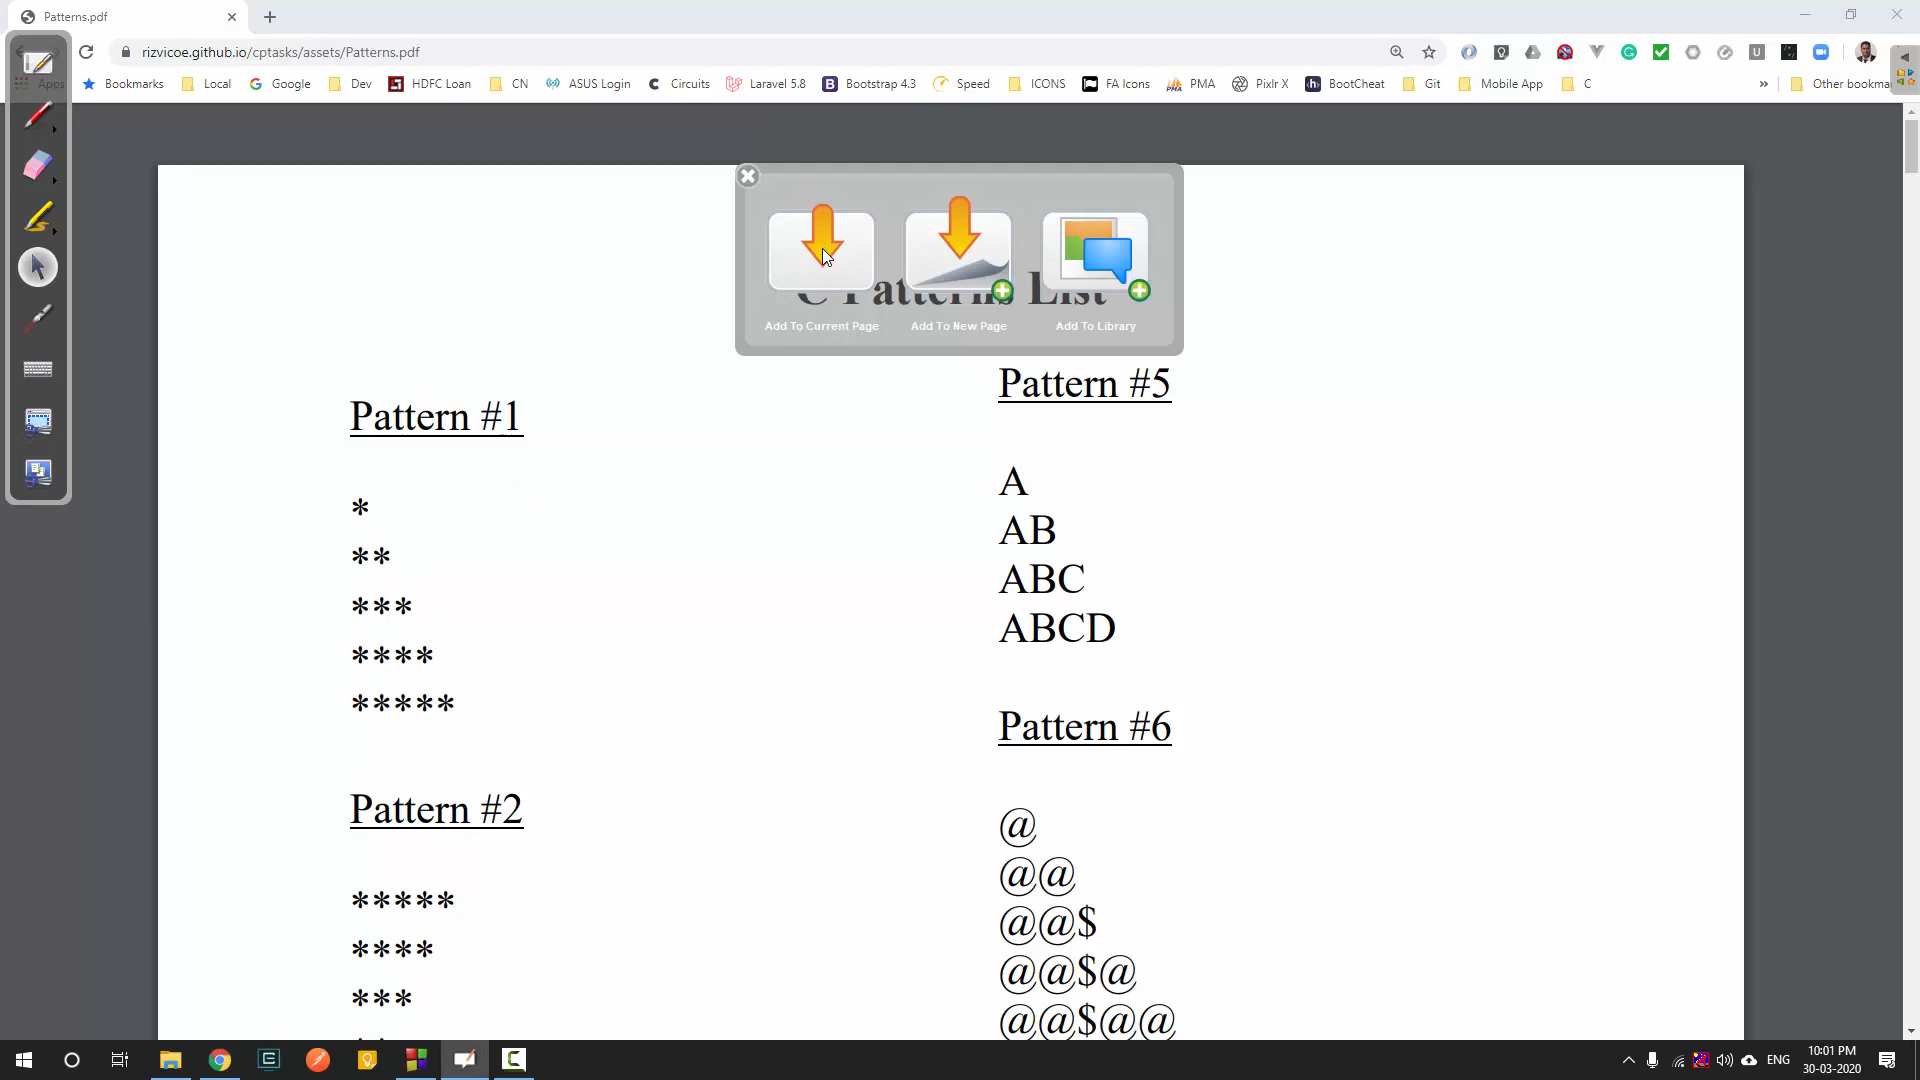 Patterns.pdf
rizvicoe.github.io/cptasks/assets/Patterns.pdf
Apps
Bookmarks
Local
Google
Dev
HDFC Loan
CN
ASUS Login
Circuits
Laravel 5.8
Bootstrap 4.3
Speed
ICONS
FA Icons
PMA
Pixlr X
BootCheat
Git
Mobile App
C
»
Other bookma
C Patterns List
Add To Current Page
Add To New Page
Add To Library
Pattern #1
*
**
***
****
*****
Pattern #2
*****
****
***
Pattern #5
A
AB
ABC
ABCD
Pattern #6
@
@@
@@$
@@$@
@@$@@
ENG
10:01 PM
30-03-2020